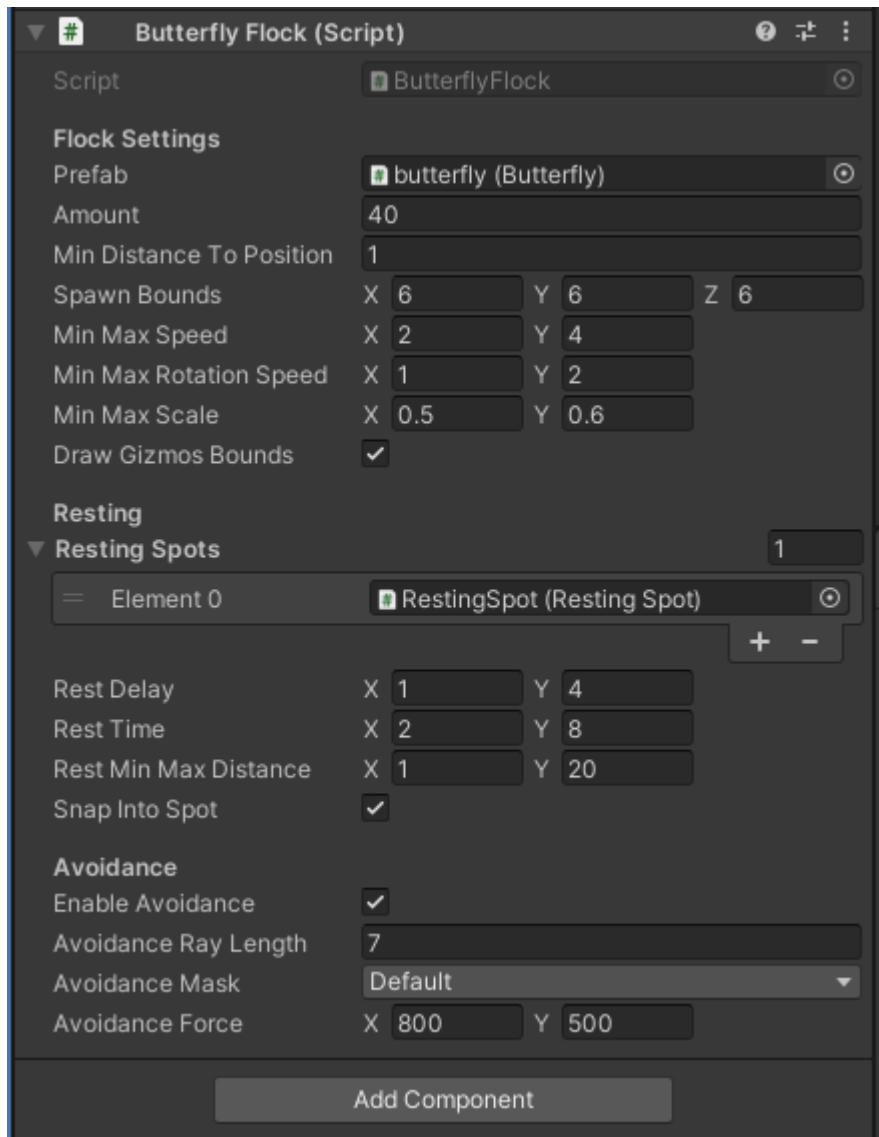 Butterfly Flock (Script)
Script ButterflyFlock
Flock Settings
Prefab butterfly (Butterfly)
Amount 40
Min Distance To Position 1
Spawn Bounds X 6 Y 6 Z 6
Min Max Speed X 2 Y 4
Min Max Rotation Speed X 1 Y 2
Min Max Scale X 0.5 Y 0.6
Draw Gizmos Bounds
Resting
Resting Spots 1
Element 0 RestingSpot (Resting Spot)
Rest Delay X 1 Y 4
Rest Time X 2 Y 8
Rest Min Max Distance X 1 Y 20
Snap Into Spot
Avoidance
Enable Avoidance
Avoidance Ray Length 7
Avoidance Mask Default
Avoidance Force X 800 Y 500
Add Component